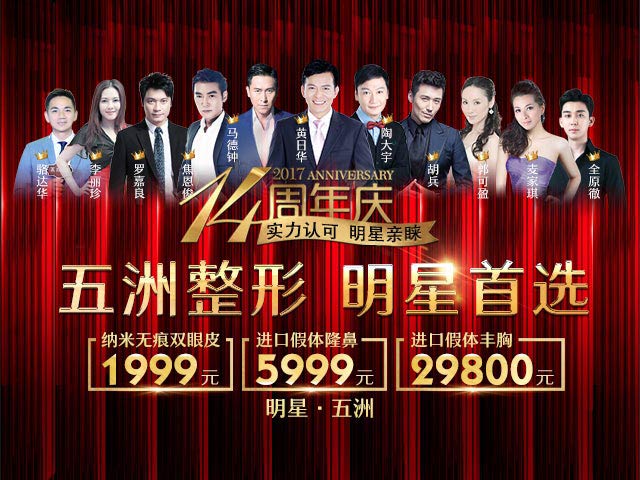 骆达华
李丽珍
罗嘉良
焦恩俊
马德钟
黄日华
陶大宇
胡兵
郭可盈
麦家琪
全原徹
14
2017 ANNIVERSARY
周年庆
实力认可 明星亲睐
五洲整形 明星首选
纳米无痕双眼皮
1999元
进口假体隆鼻
5999元
进口假体丰胸
29800元
明星·五洲